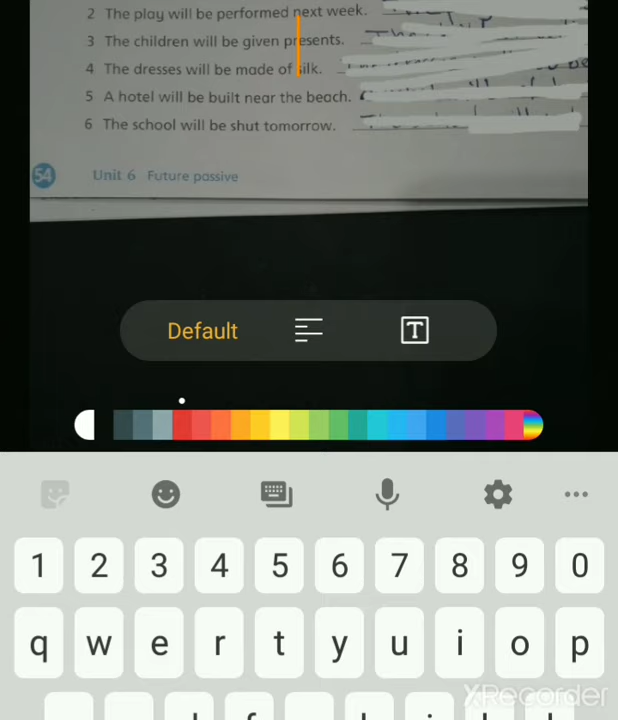 2 The play will be performed next week.
3 The children will be given presents.
4 The dresses will be made of silk.
5 A hotel will be built near the beach.
6 The school will be shut tomorrow.
54 Unit 6 Future passive
Default
T
1 2 3 4 5 6 7 8 9 0
q w e r t y u i o p
XRecorder